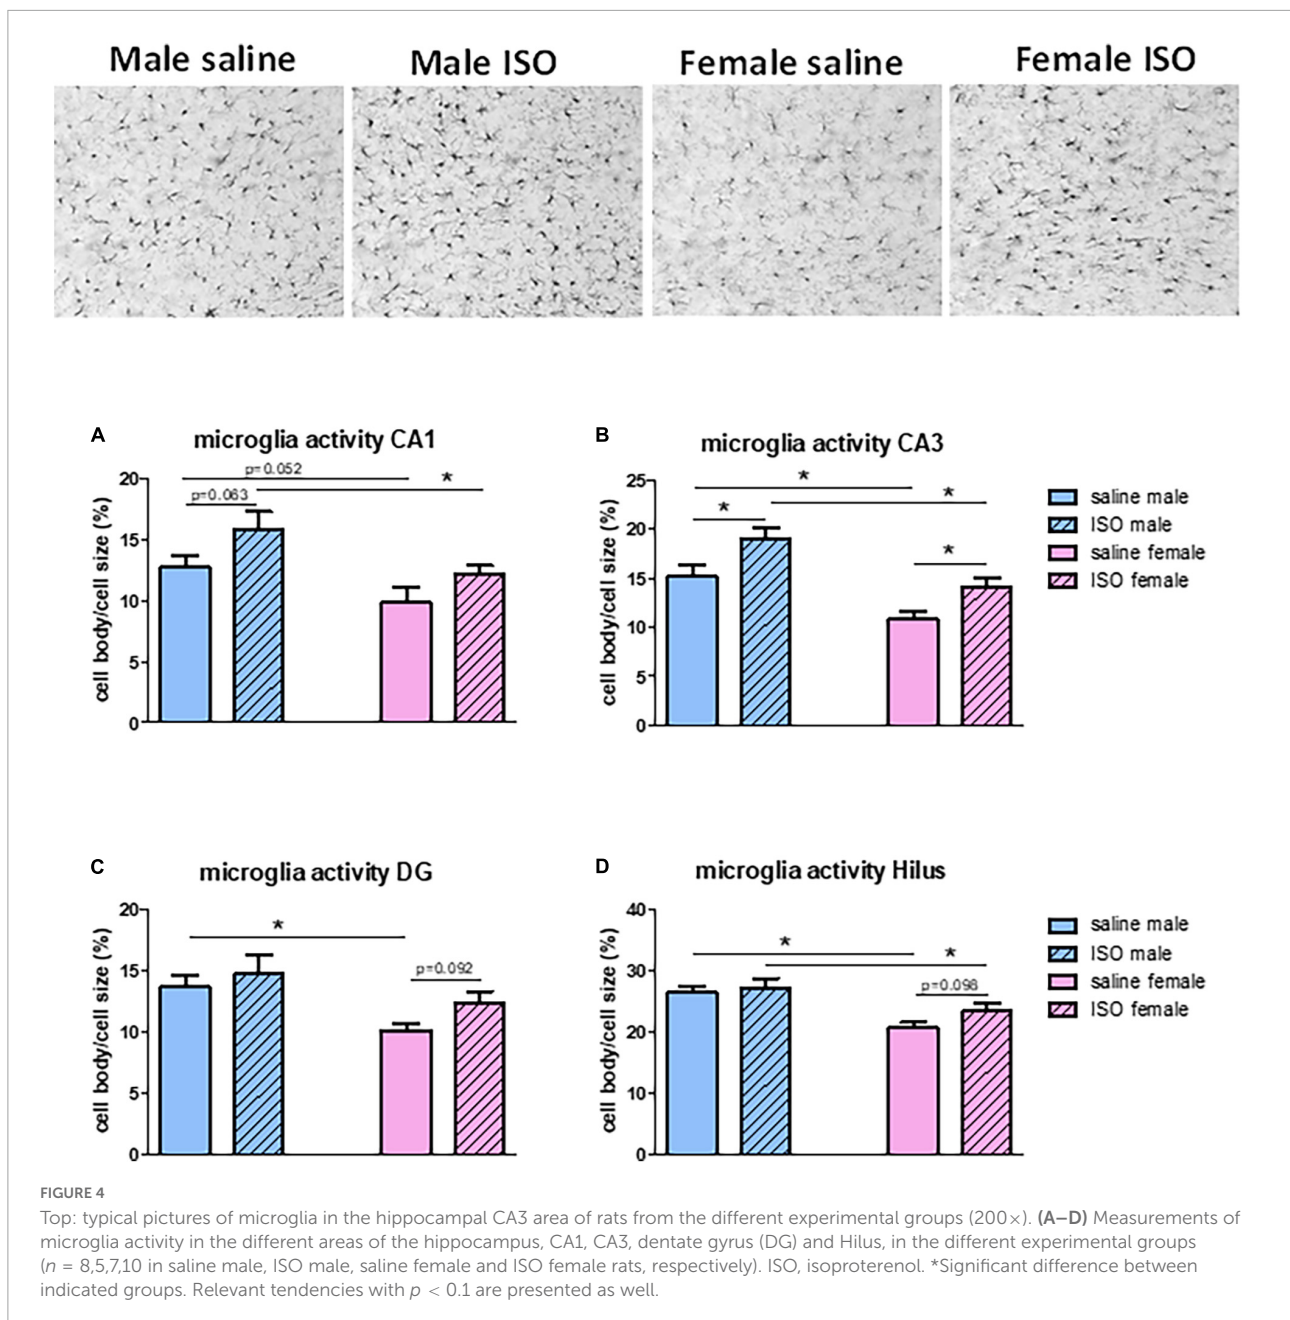 Male saline
Male ISO
Female saline
Female ISO
A
microglia activity CA1
cell body/cell size (%)
20
15
10
5
0
p=0.052
p=0.063
*
B
microglia activity CA3
cell body/cell size (%)
25
20
15
10
5
0
*
*
*
*
saline male
ISO male
saline female
ISO female
C
microglia activity DG
cell body/cell size (%)
20
15
10
5
0
*
p=0.092
D
microglia activity Hilus
cell body/cell size (%)
40
30
20
10
0
*
*
p=0.098
saline male
ISO male
saline female
ISO female
FIGURE 4
Top: typical pictures of microglia in the hippocampal CA3 area of rats from the different experimental groups (200×). (A–D) Measurements of
microglia activity in the different areas of the hippocampus, CA1, CA3, dentate gyrus (DG) and Hilus, in the different experimental groups
(n = 8,5,7,10 in saline male, ISO male, saline female and ISO female rats, respectively). ISO, isoproterenol. *Significant difference between
indicated groups. Relevant tendencies with p < 0.1 are presented as well.